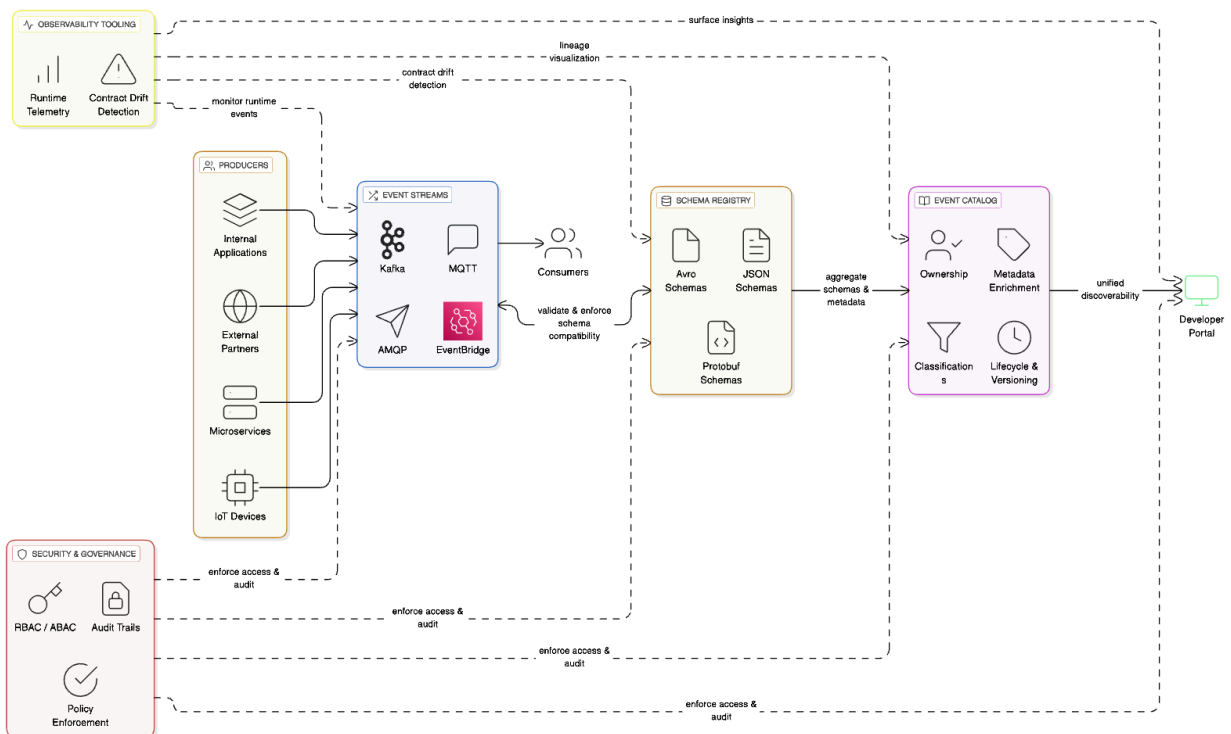 OBSERVABILITY TOOLING
Runtime
Telemetry
Contract Drift
Detection
surface insights
lineage
visualization
contract drift
detection
monitor runtime
events
PRODUCERS
Internal
Applications
External
Partners
Microservices
IoT Devices
EVENT STREAMS
Kafka
MQTT
AMQP
EventBridge
Consumers
validate & enforce
schema
compatibility
SCHEMA REGISTRY
Avro
Schemas
JSON
Schemas
Protobuf
Schemas
aggregate
schemas &
metadata
EVENT CATALOG
Ownership
Metadata
Enrichment
Classification
s
Lifecycle &
Versioning
unified
discoverability
Developer
Portal
SECURITY & GOVERNANCE
RBAC / ABAC
Audit Trails
Policy
Enforcement
enforce access &
audit
enforce access &
audit
enforce access &
audit
enforce access &
audit